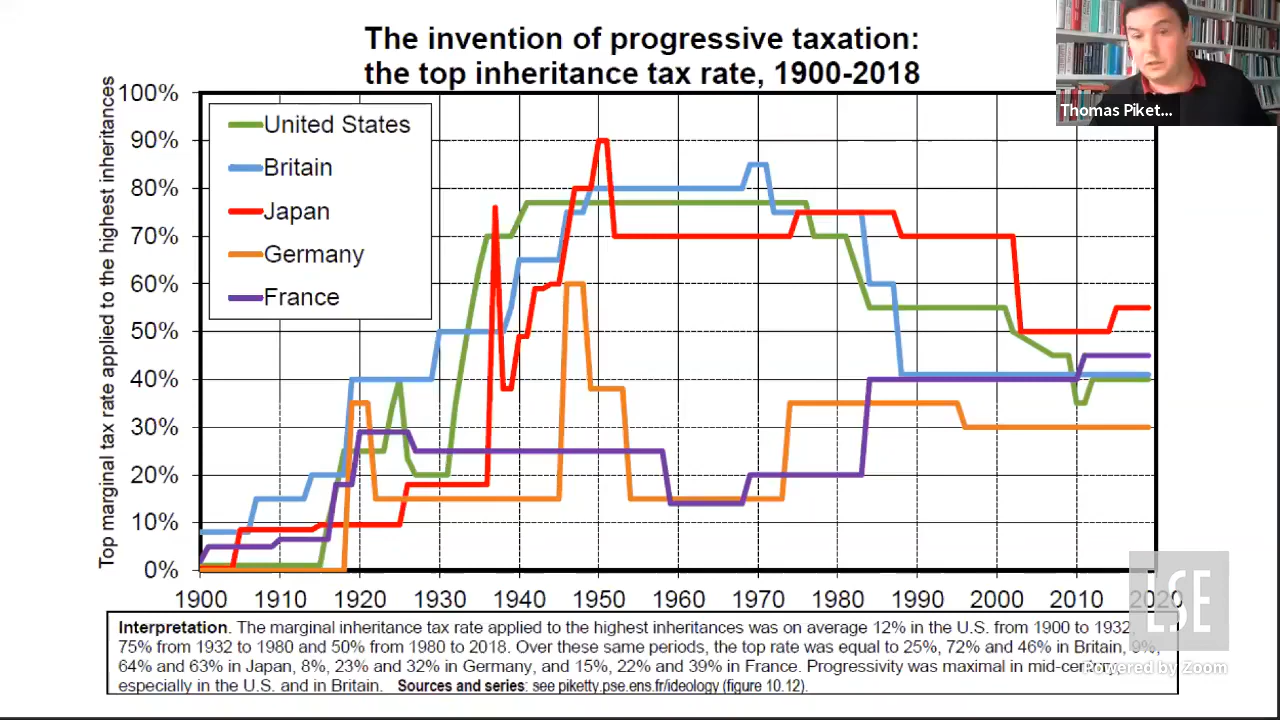 The invention of progressive taxation:
the top inheritance tax rate, 1900-2018
Thomas Piket...
Top marginal tax rate applied to the highest inheritances
100%
90%
80%
70%
60%
50%
40%
30%
20%
10%
0%
United States
Britain
Japan
Germany
France
1900 1910 1920 1930 1940 1950 1960 1970 1980 1990 2000 2010 2020
LSE
Interpretation. The marginal inheritance tax rate applied to the highest inheritances was on average 12% in the U.S. from 1900 to 1932,
75% from 1932 to 1980 and 50% from 1980 to 2018. Over these same periods, the top rate was equal to 25%, 72% and 46% in Britain, 9%,
64% and 63% in Japan, 8%, 23% and 32% in Germany, and 15%, 22% and 39% in France. Progressivity was maximal in mid-century,
especially in the U.S. and in Britain. Sources and series: see piketty.pse.ens.fr/ideology (figure 10.12).
Powered by Zoom